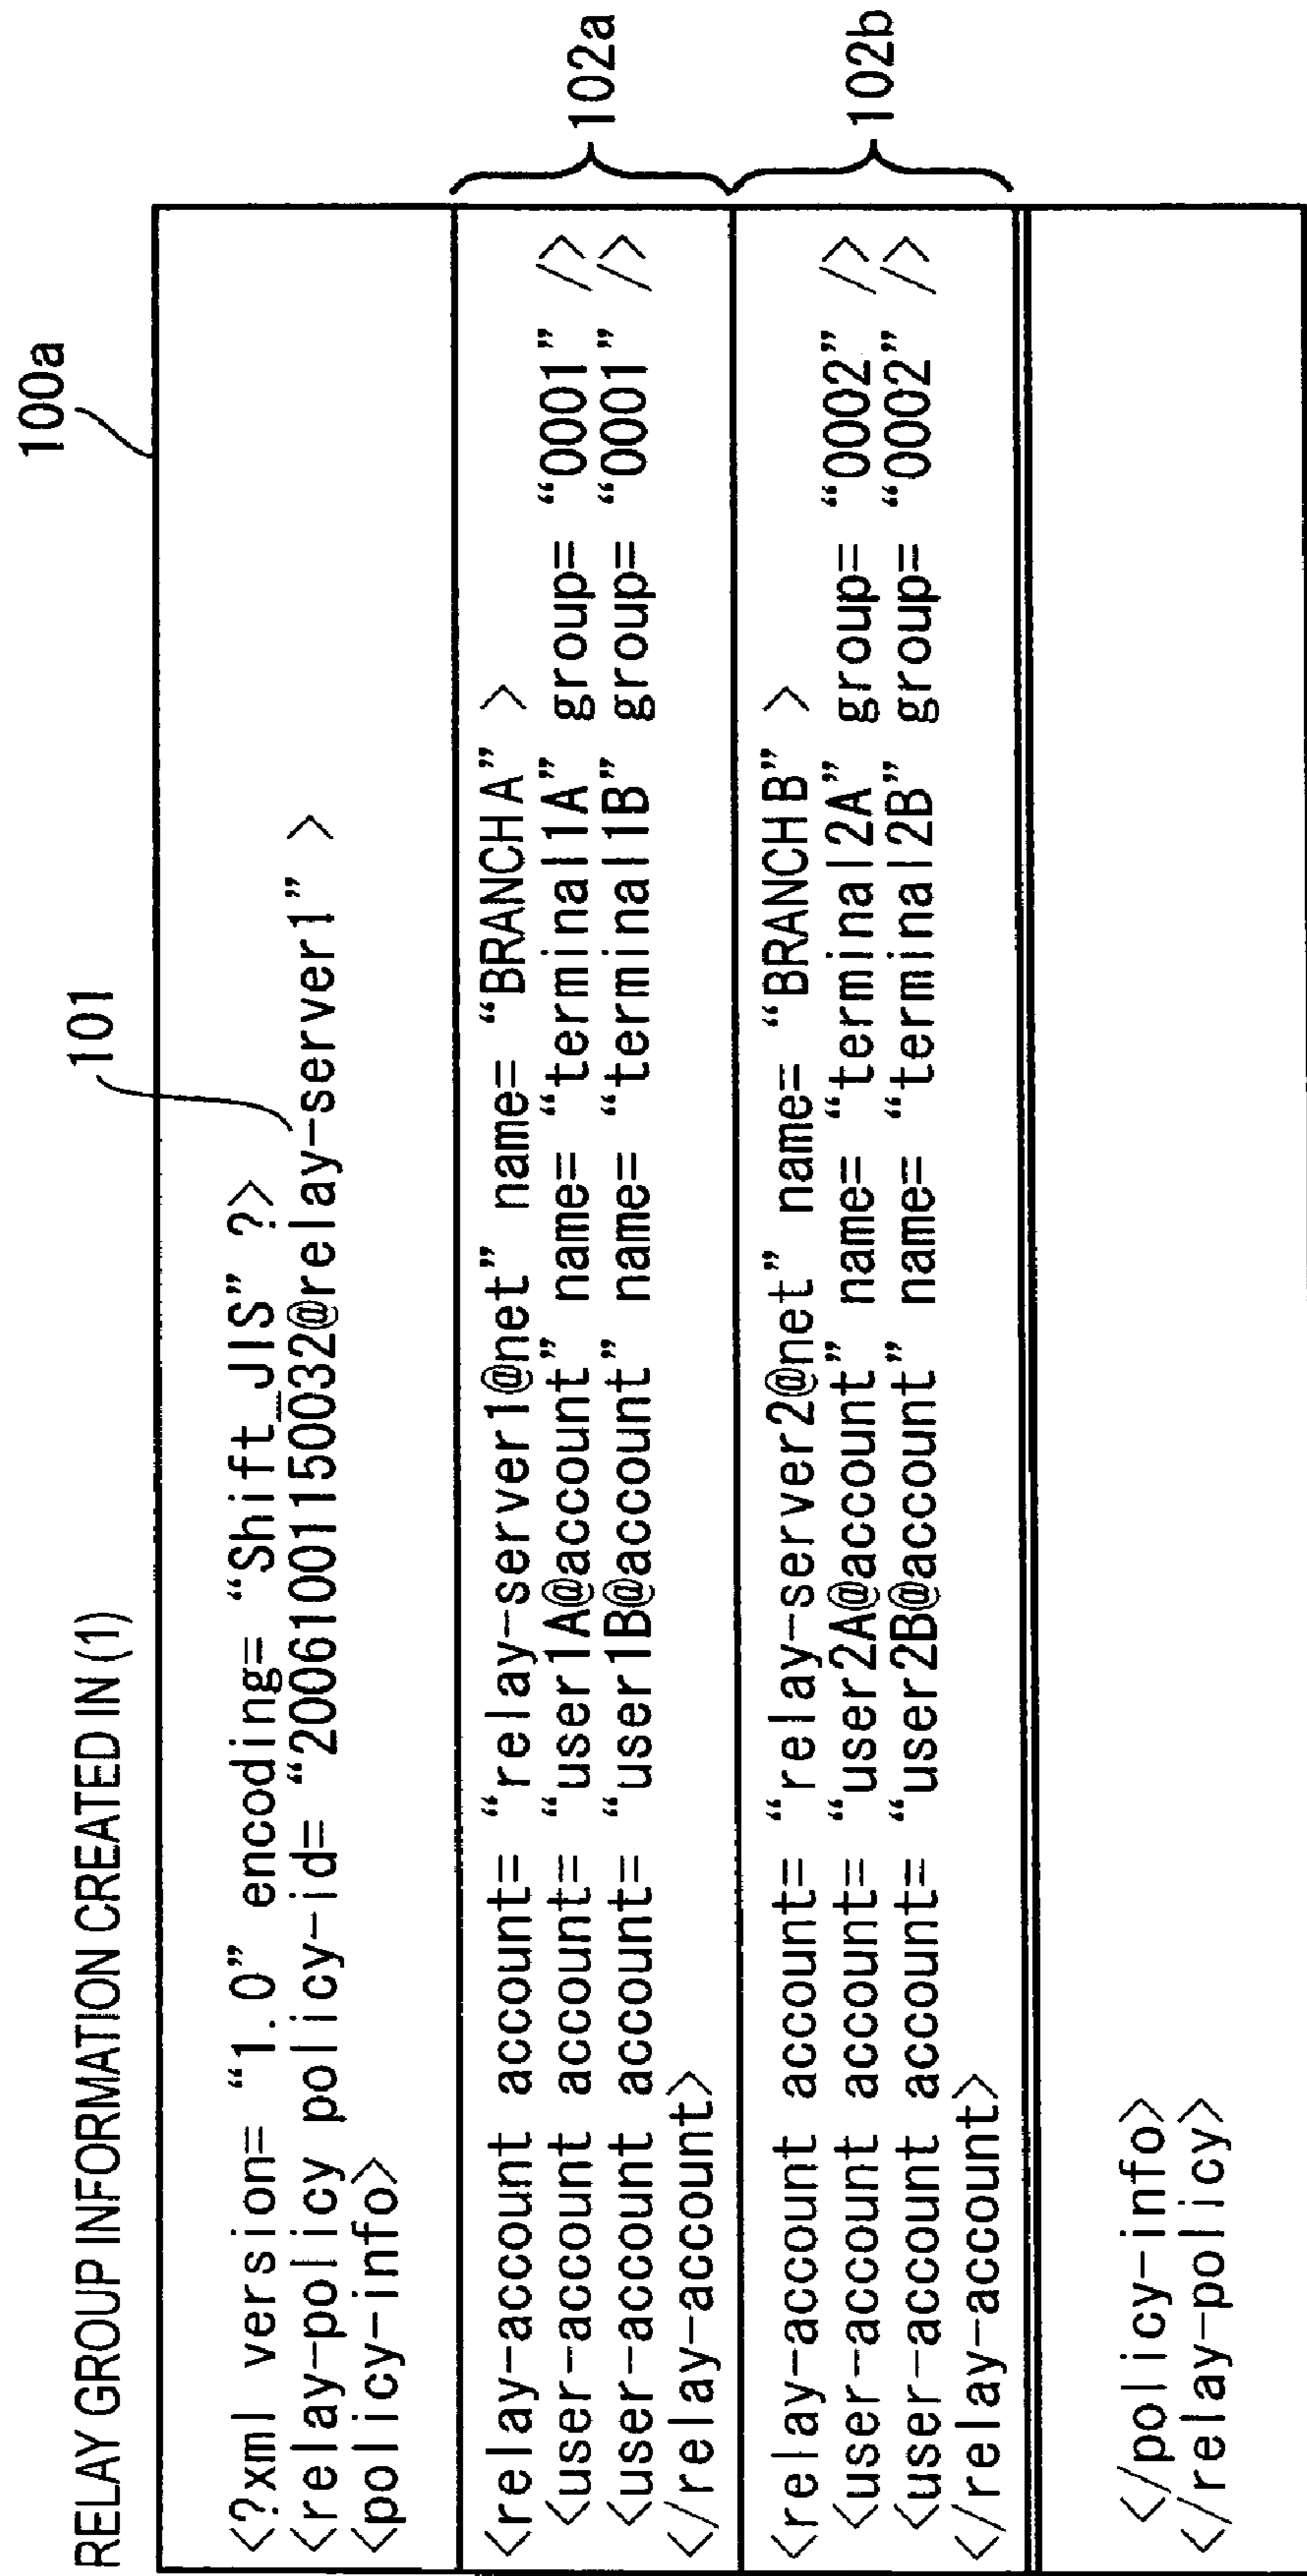 RELAY GROUP INFORMATION CREATED IN (1)
100a
101
<?xml version= “1.0” encoding= “Shift_JIS” ?>
<relay-policy policy-id= “20061001150032@relay-server1” >
<policy-info>
<relay-account account= “relay-server1@net” name= “BRANCHA” >
<user-account account= “user1A@account” name= “terminal1A” group= “0001” />
<user-account account= “user1B@account” name= “terminal1B” group= “0001” />
</relay-account>
102a
<relay-account account= “relay-server2@net” name= “BRANCHB” >
<user-account account= “user2A@account” name= “terminal2A” group= “0002” />
<user-account account= “user2B@account” name= “terminal2B” group= “0002” />
</relay-account>
102b
</policy-info>
</relay-policy>